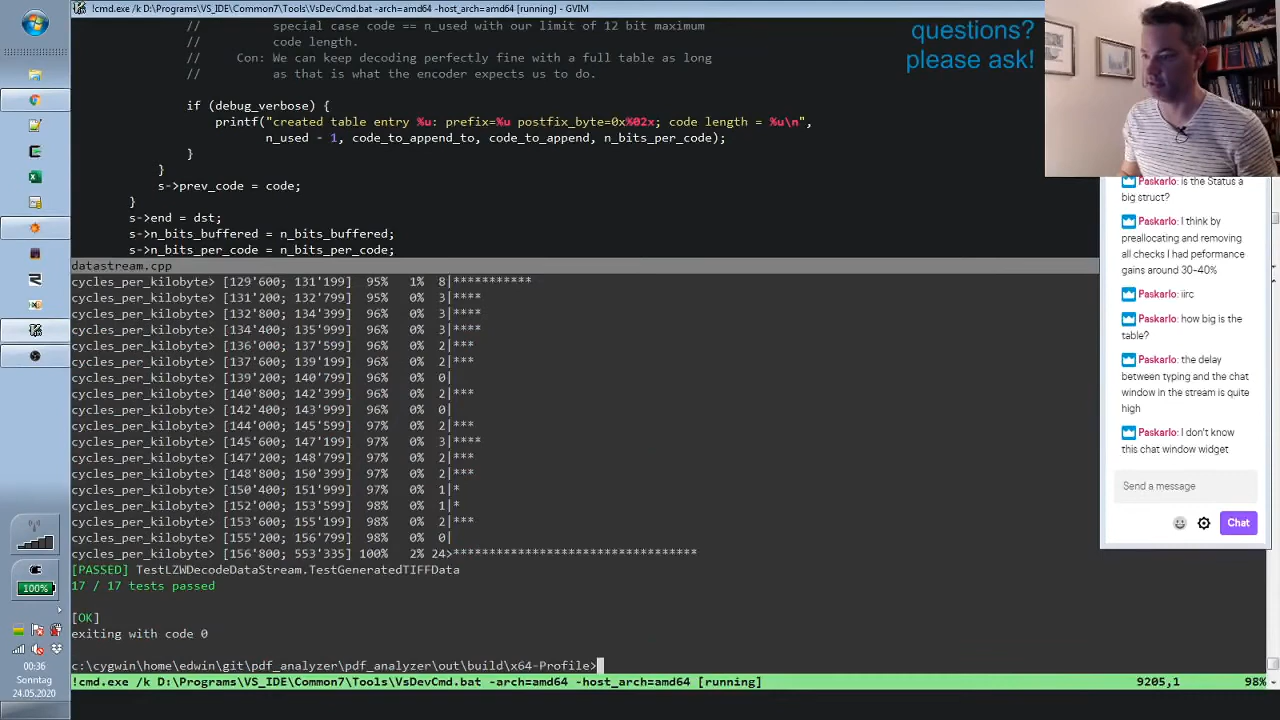 !cmd.exe /k D:\Programs\VS_IDE\Common7\Tools\VsDevCmd.bat -arch=amd64 -host_arch=amd64 [running] - GVIM
//      special case code == n_used with our limit of 12 bit maximum
//      code length.
// Con: We can keep decoding perfectly fine with a full table as long
//      as that is what the encoder expects us to do.
if (debug_verbose) {
printf("created table entry %u: prefix=%u postfix_byte=0x%02x; code length = %u\n",
n_used - 1, code_to_append_to, code_to_append, n_bits_per_code);
}
}
s->prev_code = code;
}
s->end = dst;
s->n_bits_buffered = n_bits_buffered;
s->n_bits_per_code = n_bits_per_code;
datastream.cpp
cycles_per_kilobyte> [129'600; 131'199]  95%   1%  8|***********
cycles_per_kilobyte> [131'200; 132'799]  95%   0%  3|****
cycles_per_kilobyte> [132'800; 134'399]  96%   0%  3|****
cycles_per_kilobyte> [134'400; 135'999]  96%   0%  3|****
cycles_per_kilobyte> [136'000; 137'599]  96%   0%  2|***
cycles_per_kilobyte> [137'600; 139'199]  96%   0%  2|***
cycles_per_kilobyte> [139'200; 140'799]  96%   0%  0|
cycles_per_kilobyte> [140'800; 142'399]  96%   0%  2|***
cycles_per_kilobyte> [142'400; 143'999]  96%   0%  0|
cycles_per_kilobyte> [144'000; 145'599]  97%   0%  2|***
cycles_per_kilobyte> [145'600; 147'199]  97%   0%  3|****
cycles_per_kilobyte> [147'200; 148'799]  97%   0%  2|***
cycles_per_kilobyte> [148'800; 150'399]  97%   0%  2|***
cycles_per_kilobyte> [150'400; 151'999]  97%   0%  1|*
cycles_per_kilobyte> [152'000; 153'599]  98%   0%  1|*
cycles_per_kilobyte> [153'600; 155'199]  98%   0%  2|***
cycles_per_kilobyte> [155'200; 156'799]  98%   0%  0|
cycles_per_kilobyte> [156'800; 553'335] 100%   2% 24>*********************************
[PASSED] TestLZWDecodeDataStream.TestGeneratedTIFFData
17 / 17 tests passed
[OK]
exiting with code 0
c:\cygwin\home\edwin\git\pdf_analyzer\pdf_analyzer\out\build\x64-Profile>
!cmd.exe /k D:\Programs\VS_IDE\Common7\Tools\VsDevCmd.bat -arch=amd64 -host_arch=amd64 [running] 9205,1 98%
questions?
please ask!
Paskarlo: is the Status a
big struct?
Paskarlo: I think by
preallocating and removing
all checks I had peformance
gains around 30-40%
Paskarlo: iirc
Paskarlo: how big is the
table?
Paskarlo: the delay
between typing and the chat
window in the stream is quite
high
Paskarlo: I don't know
this chat window widget
Send a message
Chat
100%
00:36
Sonntag
24.05.2020